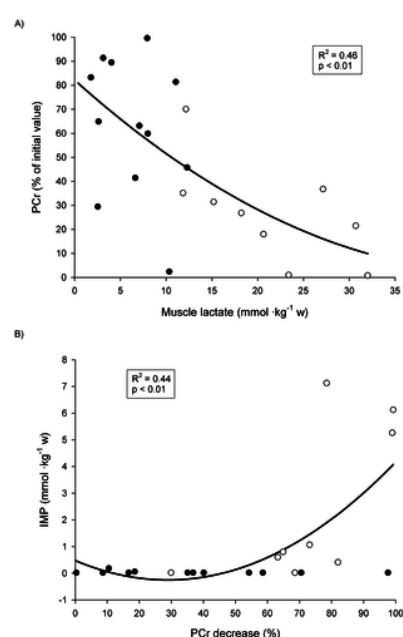 A)
100
90
80
70
60
50
40
30
20
10
0
PCr (% of initial value)
R² = 0.46
p < 0.01
0 5 10 15 20 25 30 35
Muscle lactate (mmol ·kg⁻¹ w)
B)
8
7
6
5
4
3
2
1
0
-1
IMP (mmol ·kg⁻¹ w)
R² = 0.44
p < 0.01
0 10 20 30 40 50 60 70 80 90 100
PCr decrease (%)